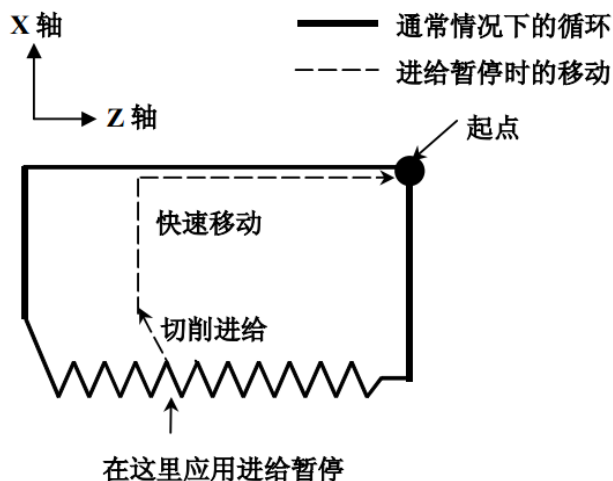 X 轴
通常情况下的循环
进给暂停时的移动
Z 轴
起点
快速移动
切削进给
在这里应用进给暂停